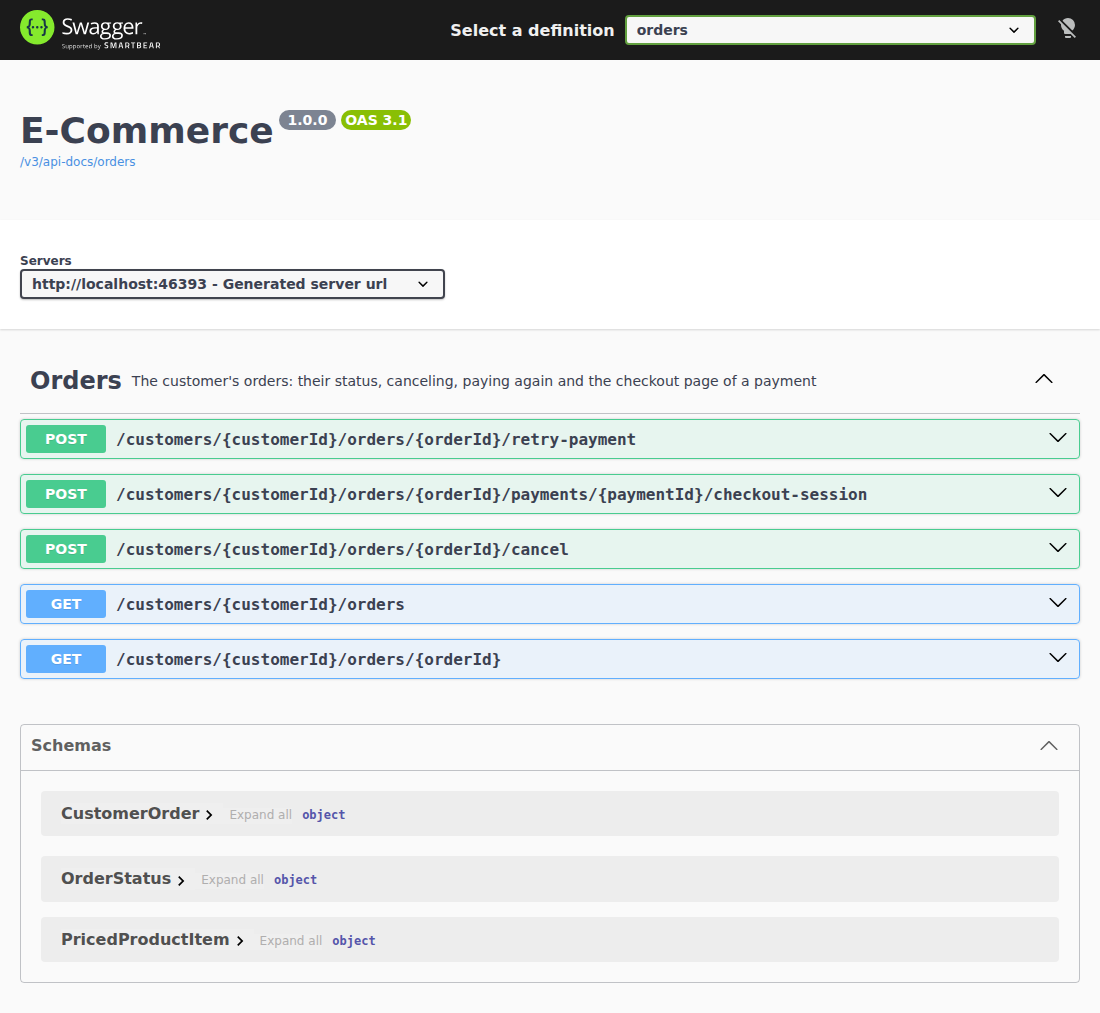 Swagger
Supported by SMARTBEAR
Select a definition
orders
E-Commerce 1.0.0 OAS 3.1
/v3/api-docs/orders
Servers
http://localhost:46393 - Generated server url
Orders The customer's orders: their status, canceling, paying again and the checkout page of a payment
POST /customers/{customerId}/orders/{orderId}/retry-payment
POST /customers/{customerId}/orders/{orderId}/payments/{paymentId}/checkout-session
POST /customers/{customerId}/orders/{orderId}/cancel
GET /customers/{customerId}/orders
GET /customers/{customerId}/orders/{orderId}
Schemas
CustomerOrder Expand all object
OrderStatus Expand all object
PricedProductItem Expand all object